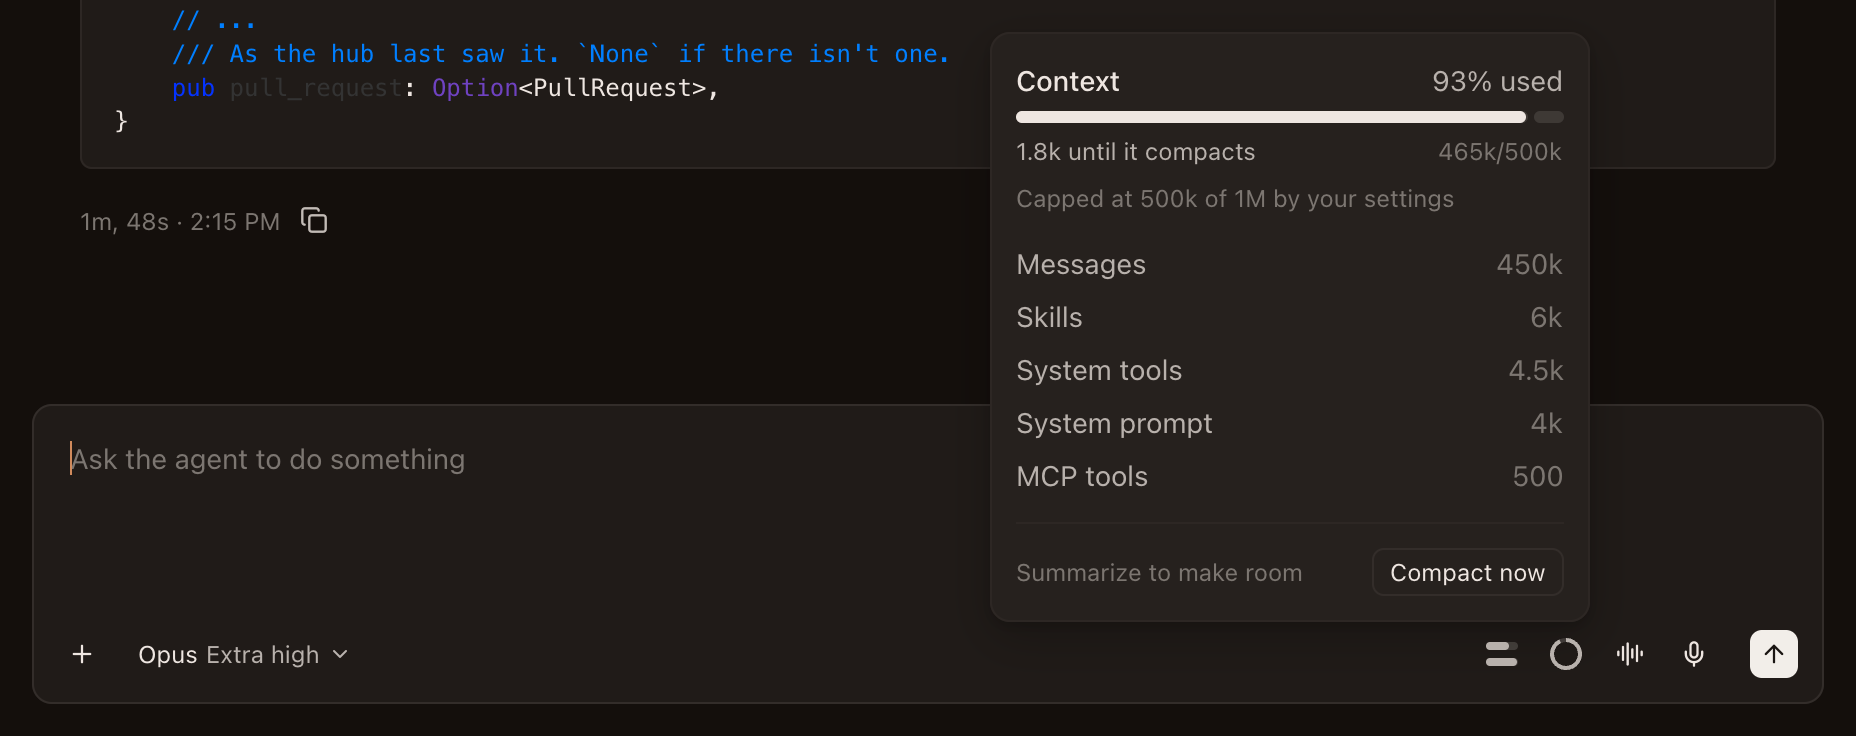 // ...
/// As the hub last saw it. `None` if there isn't one.
pub pull_request: Option<PullRequest>,
}
1m, 48s · 2:15 PM
Context 93% used
1.8k until it compacts 465k/500k
Capped at 500k of 1M by your settings
Messages 450k
Skills 6k
System tools 4.5k
System prompt 4k
MCP tools 500
Summarize to make room Compact now
Ask the agent to do something
Opus Extra high